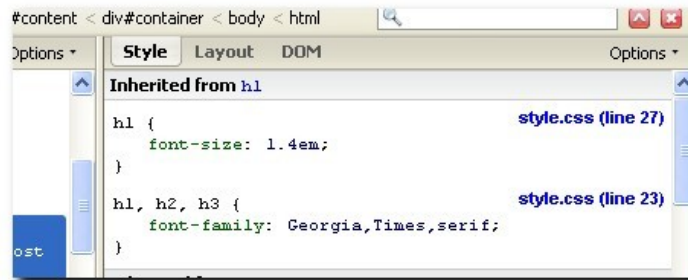 #content < div#container < body < html
Options
Style Layout DOM Options
Inherited from h1
h1 { style.css (line 27)
font-size: 1.4em;
}
h1, h2, h3 { style.css (line 23)
font-family: Georgia,Times,serif;
}
ost